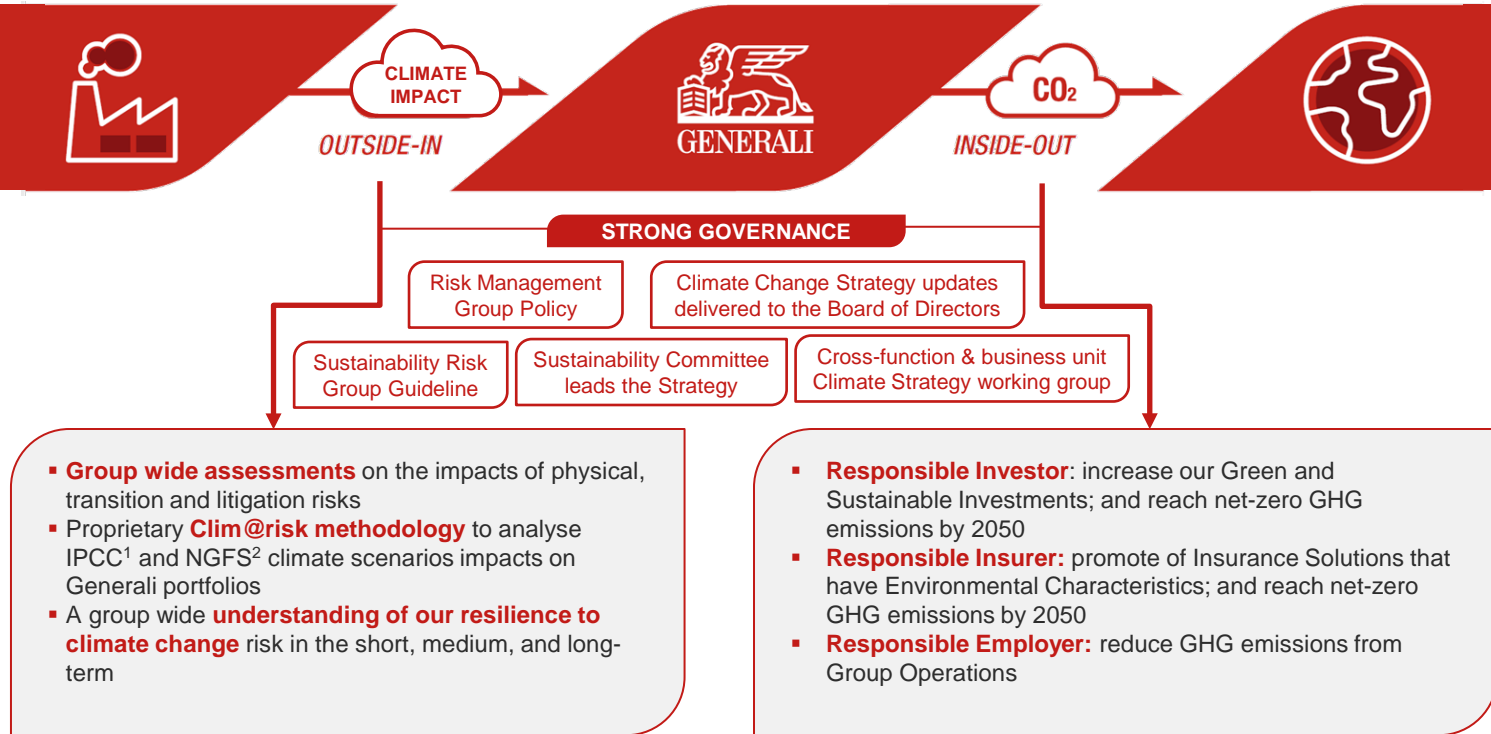 CLIMATE
IMPACT
OUTSIDE-IN
GENERALI
CO₂
INSIDE-OUT
STRONG GOVERNANCE
Risk Management
Group Policy
Climate Change Strategy updates
delivered to the Board of Directors
Sustainability Risk
Group Guideline
Sustainability Committee
leads the Strategy
Cross-function & business unit
Climate Strategy working group
▪ Group wide assessments on the impacts of physical,
transition and litigation risks
▪ Proprietary Clim@risk methodology to analyse
IPCC¹ and NGFS² climate scenarios impacts on
Generali portfolios
▪ A group wide understanding of our resilience to
climate change risk in the short, medium, and long-
term
▪ Responsible Investor: increase our Green and
Sustainable Investments; and reach net-zero GHG
emissions by 2050
▪ Responsible Insurer: promote of Insurance Solutions that
have Environmental Characteristics; and reach net-zero
GHG emissions by 2050
▪ Responsible Employer: reduce GHG emissions from
Group Operations